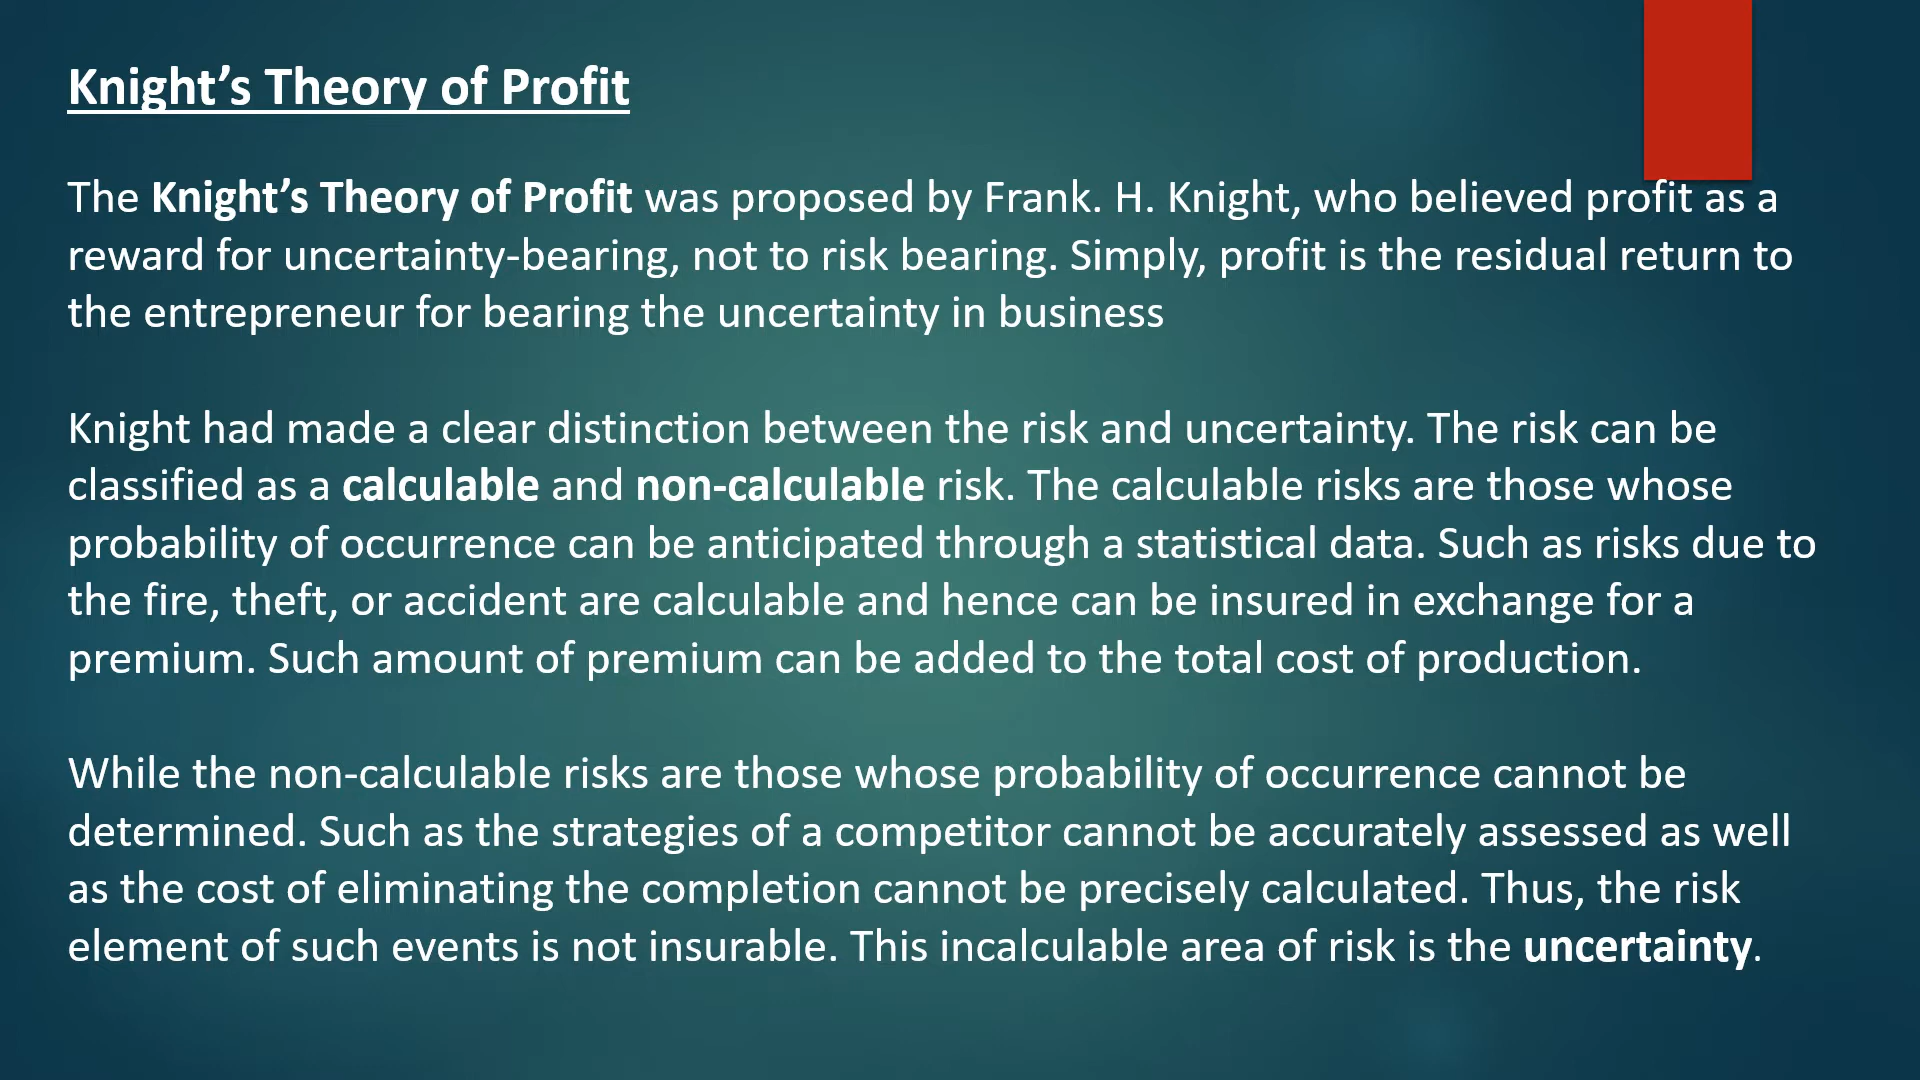 Knight’s Theory of Profit
The Knight’s Theory of Profit was proposed by Frank. H. Knight, who believed profit as a
reward for uncertainty-bearing, not to risk bearing. Simply, profit is the residual return to
the entrepreneur for bearing the uncertainty in business
Knight had made a clear distinction between the risk and uncertainty. The risk can be
classified as a calculable and non-calculable risk. The calculable risks are those whose
probability of occurrence can be anticipated through a statistical data. Such as risks due to
the fire, theft, or accident are calculable and hence can be insured in exchange for a
premium. Such amount of premium can be added to the total cost of production.
While the non-calculable risks are those whose probability of occurrence cannot be
determined. Such as the strategies of a competitor cannot be accurately assessed as well
as the cost of eliminating the completion cannot be precisely calculated. Thus, the risk
element of such events is not insurable. This incalculable area of risk is the uncertainty.